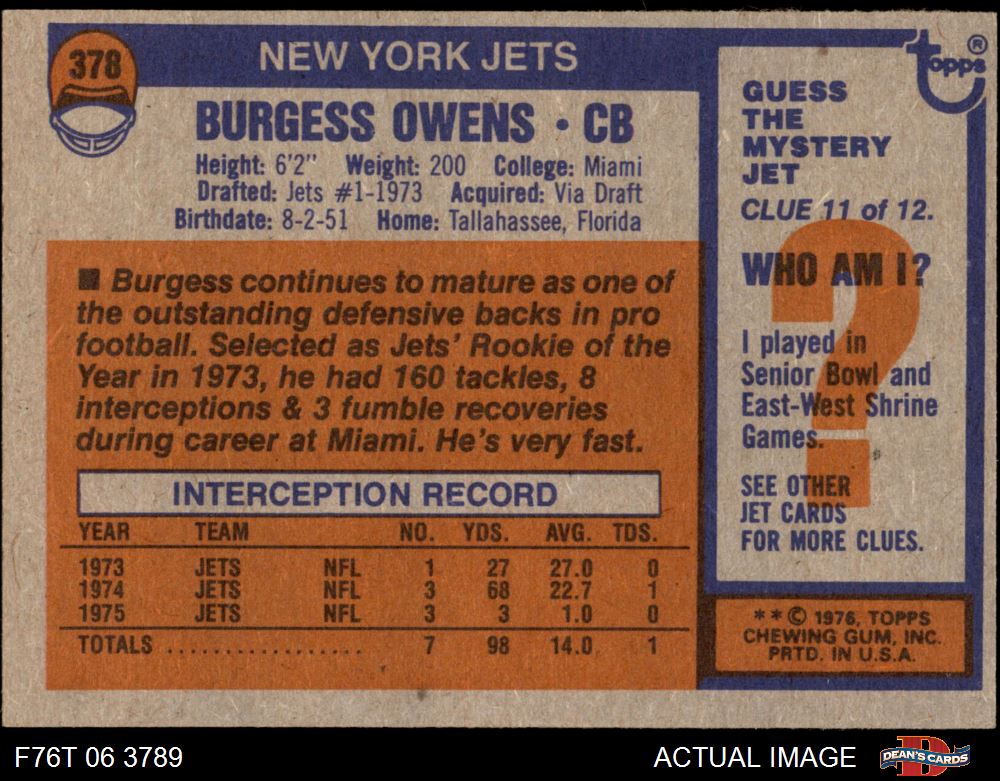 378
NEW YORK JETS
topps ®
BURGESS OWENS • CB
Height: 6'2" Weight: 200 College: Miami
Drafted: Jets #1-1973 Acquired: Via Draft
Birthdate: 8-2-51 Home: Tallahassee, Florida
■ Burgess continues to mature as one of
the outstanding defensive backs in pro
football. Selected as Jets' Rookie of the
Year in 1973, he had 160 tackles, 8
interceptions & 3 fumble recoveries
during career at Miami. He's very fast.
INTERCEPTION RECORD
YEAR TEAM NO. YDS. AVG. TDS.
1973 JETS NFL 1 27 27.0 0
1974 JETS NFL 3 68 22.7 1
1975 JETS NFL 3 3 1.0 0
TOTALS ................. 7 98 14.0 1
GUESS
THE
MYSTERY
JET
CLUE 11 of 12.
WHO AM I?
?
I played in
Senior Bowl and
East-West Shrine
Games.
SEE OTHER
JET CARDS
FOR MORE CLUES.
** © 1976, TOPPS
CHEWING GUM, INC.
PRTD. IN U.S.A.
F76T 06 3789
ACTUAL IMAGE
D
DEAN'S CARDS